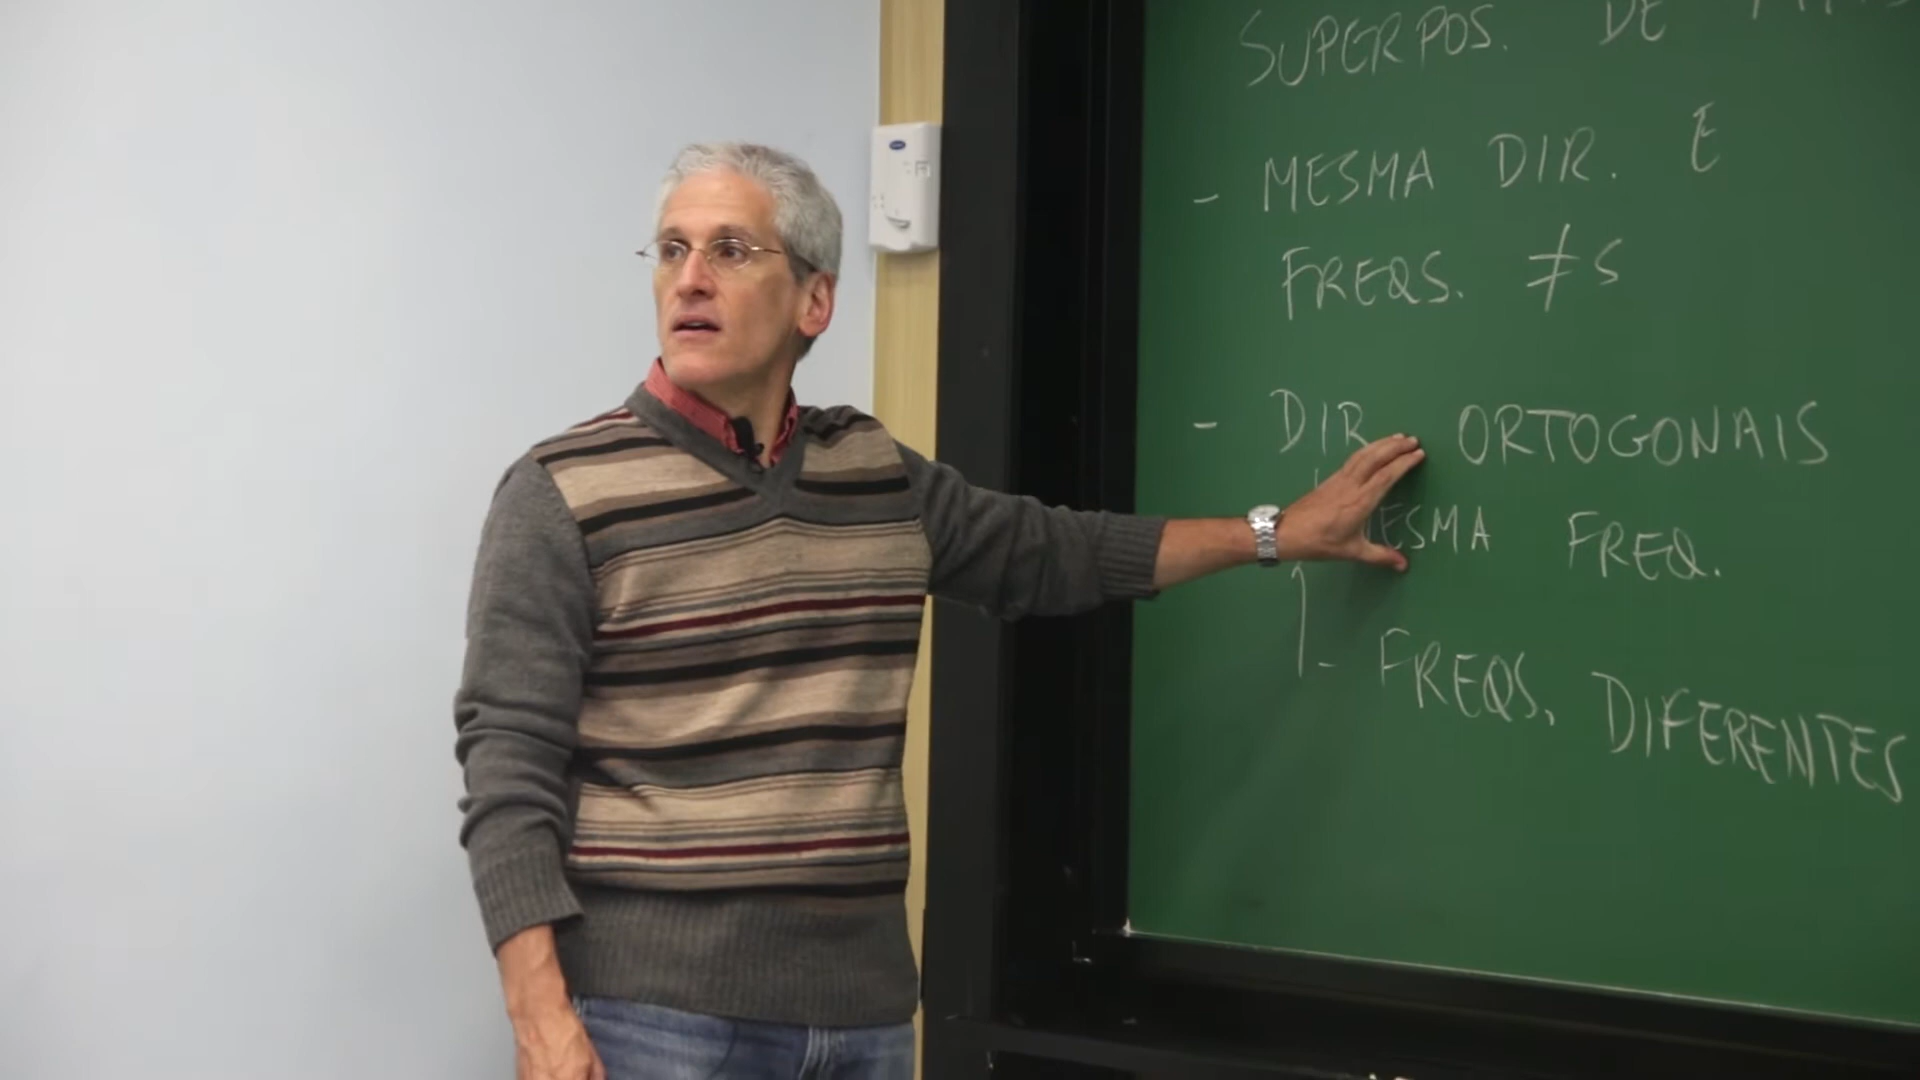 SUPERPOS. DE
- MESMA DIR. E
FREQS. ≠S
- DIR ORTOGONAIS
ESMA FREQ.
- FREQS. DIFERENTES